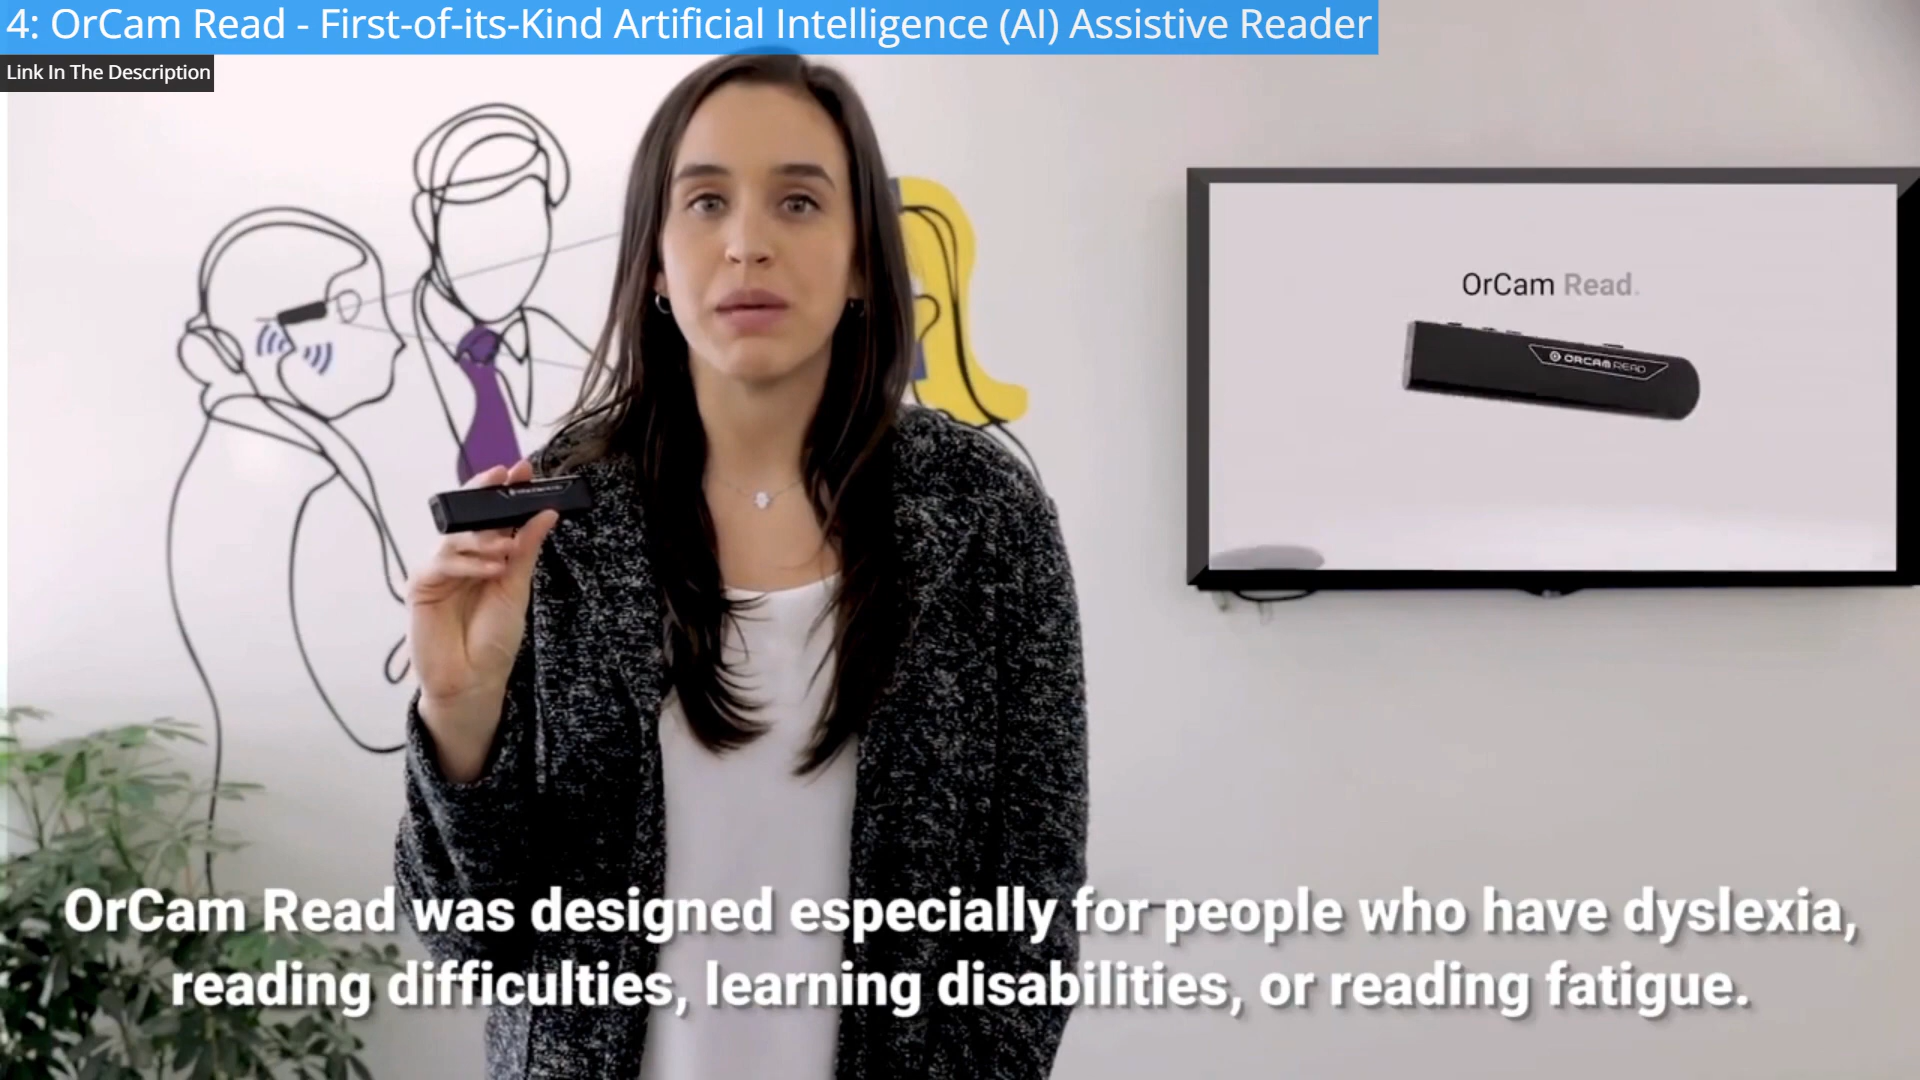 4: OrCam Read - First-of-its-Kind Artificial Intelligence (AI) Assistive Reader
Link In The Description
OrCam Read.
ORCAM READ
OrCam Read was designed especially for people who have dyslexia,
reading difficulties, learning disabilities, or reading fatigue.